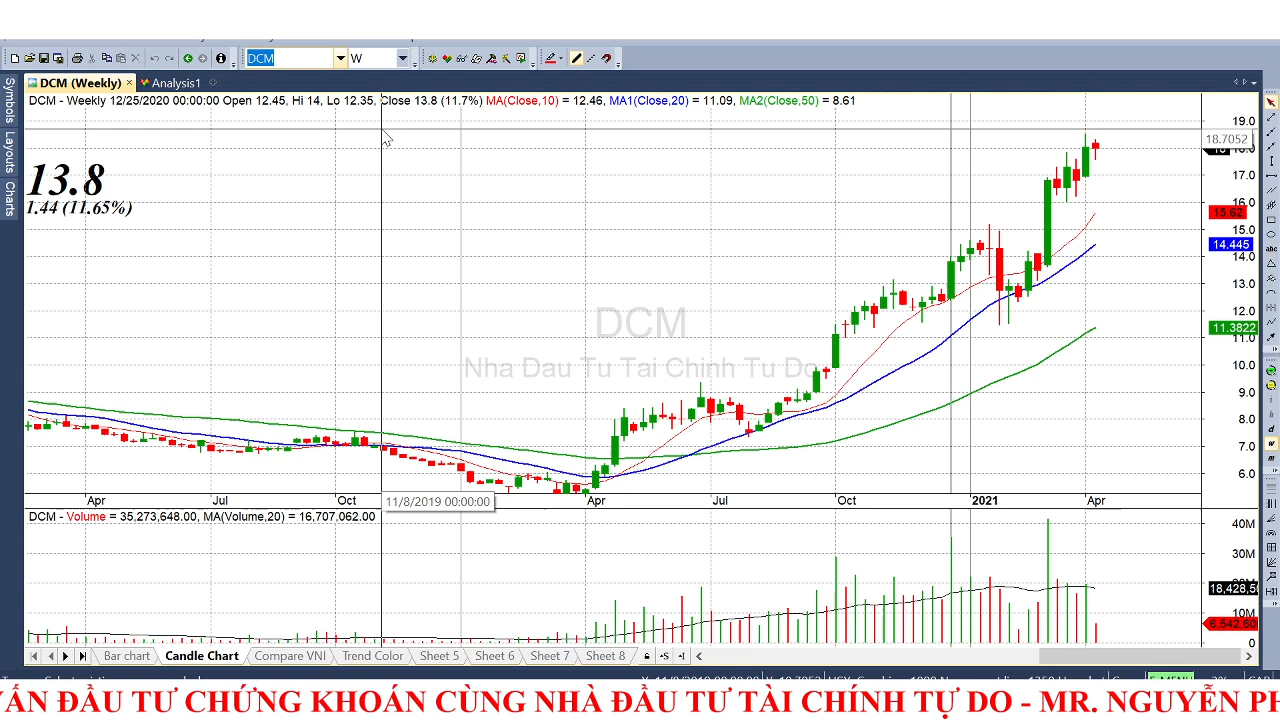 DCM
W
DCM (Weekly)
Analysis1
Symbols
Layouts
Charts
DCM - Weekly 12/25/2020 00:00:00 Open 12.45, Hi 14, Lo 12.35, Close 13.8 (11.7%) MA(Close,10) = 12.46, MA1(Close,20) = 11.09, MA2(Close,50) = 8.61
13.8
1.44 (11.65%)
DCM
Nha Dau Tu Tai Chinh Tu Do
19.0
18.7052
18.0
17.0
16.0
15.62
15.0
14.445
14.0
13.0
12.0
11.3822
11.0
10.0
9.0
8.0
7.0
6.0
Apr Jul Oct 11/8/2019 00:00:00 Apr Jul Oct 2021 Apr
DCM - Volume = 35,273,648.00, MA(Volume,20) = 16,707,062.00
40M
30M
18,428,50
10M
6,542,60
0
Bar chart Candle Chart Compare VNI Trend Color Sheet 5 Sheet 6 Sheet 7 Sheet 8
VẤN ĐẦU TƯ CHỨNG KHOÁN CÙNG NHÀ ĐẦU TƯ TÀI CHÍNH TỰ DO - MR. NGUYỄN PH